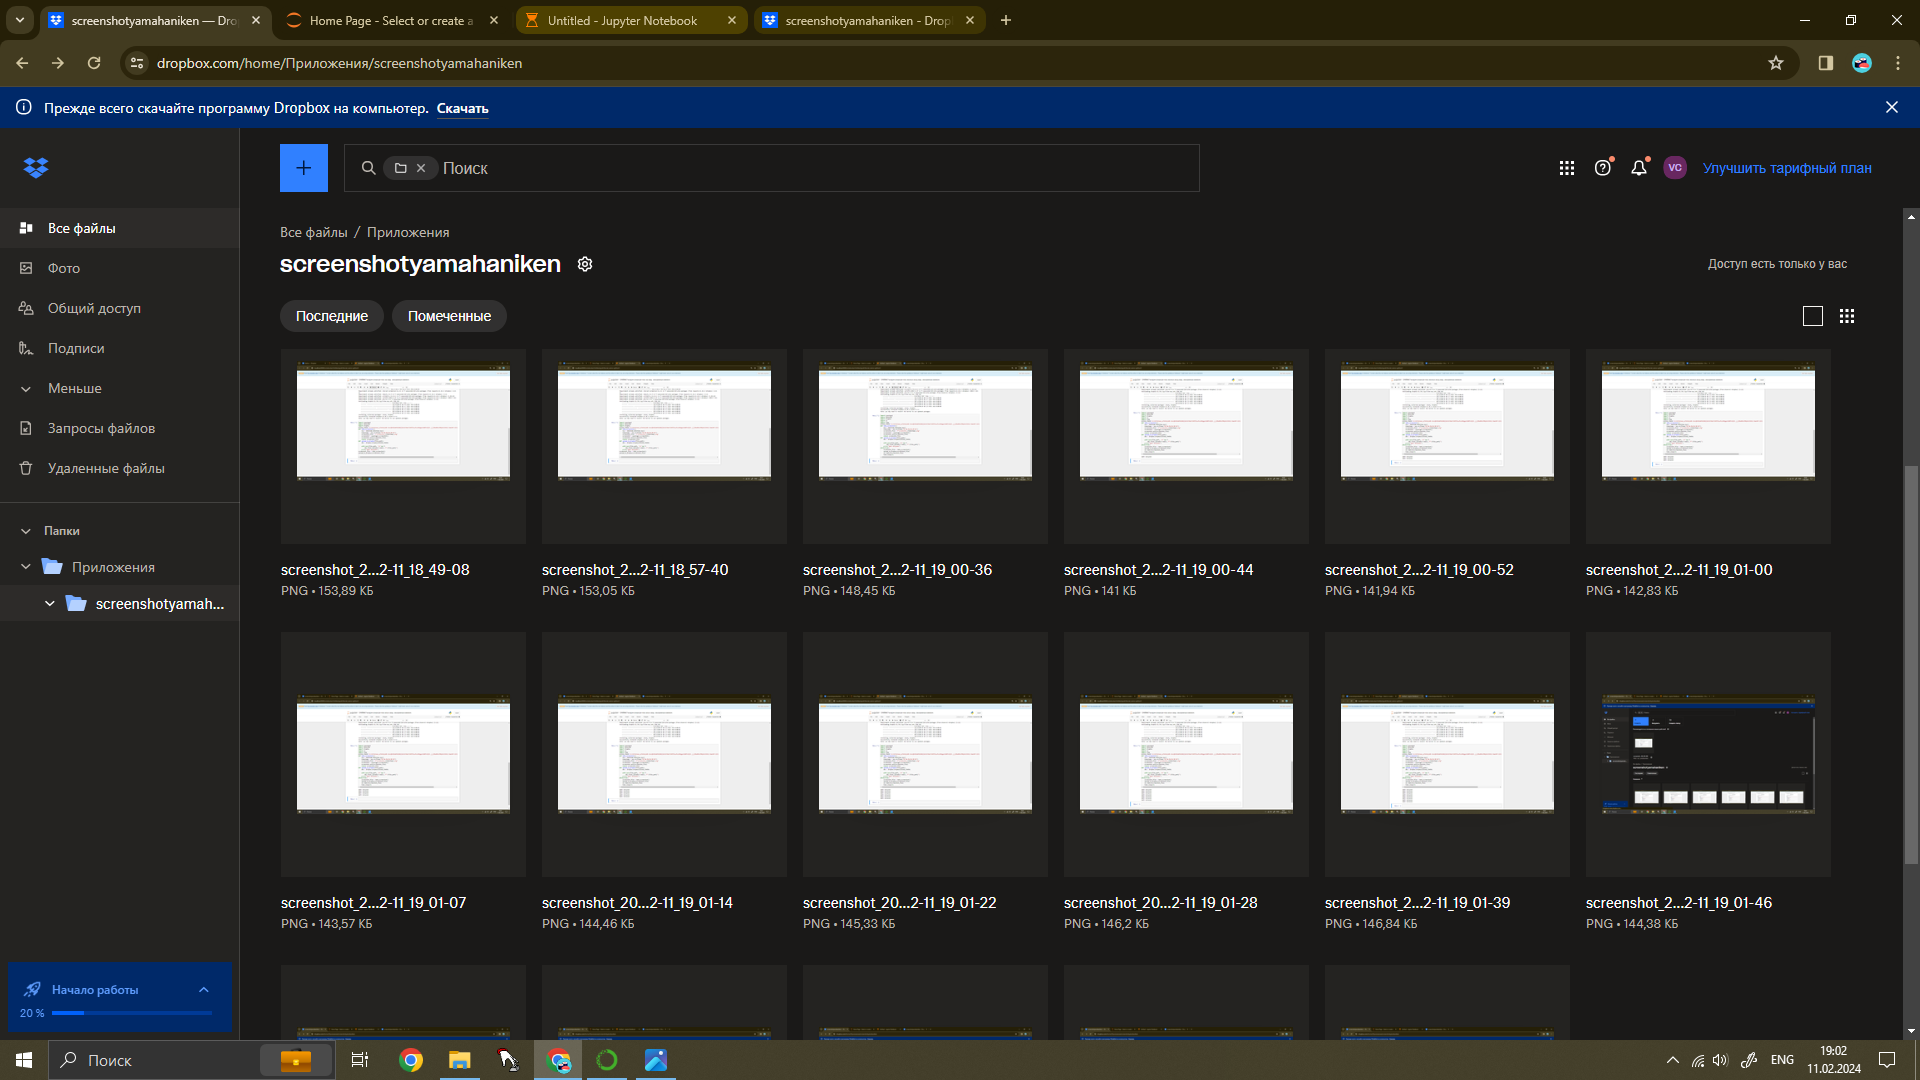 screenshotyamahaniken — Dro
Home Page - Select or create a
Untitled - Jupyter Notebook
screenshotyamahaniken - Drop
dropbox.com/home/Приложения/screenshotyamahaniken
Прежде всего скачайте программу Dropbox на компьютер. Скачать
Поиск
VC
Улучшить тарифный план
Все файлы
Фото
Общий доступ
Подписи
Меньше
Запросы файлов
Удаленные файлы
Папки
Приложения
screenshotyamah...
Начало работы
20 %
Все файлы / Приложения
screenshotyamahaniken
Доступ есть только у вас
Последние
Помеченные
screenshot_2...2-11_18_49-08
PNG • 153,89 КБ
screenshot_2...2-11_18_57-40
PNG • 153,05 КБ
screenshot_2...2-11_19_00-36
PNG • 148,45 КБ
screenshot_2...2-11_19_00-44
PNG • 141 КБ
screenshot_2...2-11_19_00-52
PNG • 141,94 КБ
screenshot_2...2-11_19_01-00
PNG • 142,83 КБ
screenshot_2...2-11_19_01-07
PNG • 143,57 КБ
screenshot_20...2-11_19_01-14
PNG • 144,46 КБ
screenshot_20...2-11_19_01-22
PNG • 145,33 КБ
screenshot_20...2-11_19_01-28
PNG • 146,2 КБ
screenshot_2...2-11_19_01-39
PNG • 146,84 КБ
screenshot_2...2-11_19_01-46
PNG • 144,38 КБ
Поиск
ENG
19:02
11.02.2024